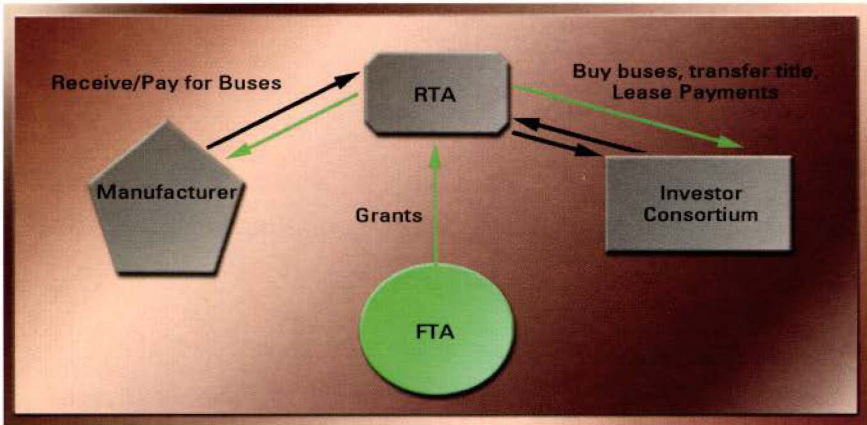 Receive/Pay for Buses
RTA
Buy buses, transfer title,
Lease Payments
Manufacturer
Investor
Consortium
Grants
FTA